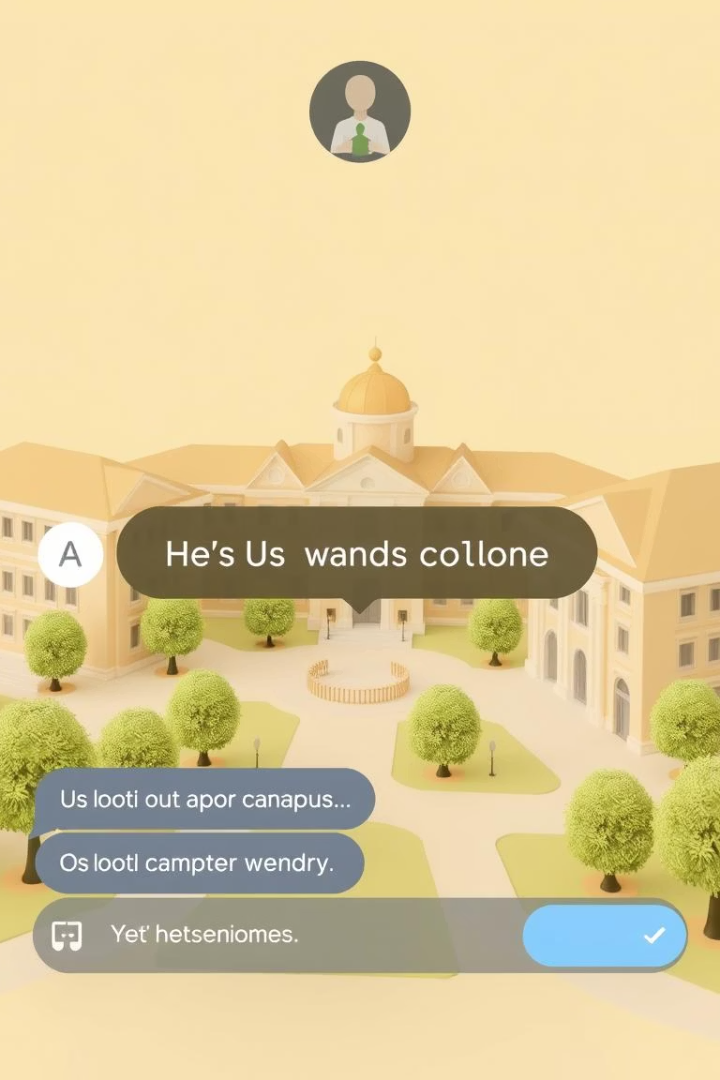 A
He's Us wands collone
Us looti out apor canapus...
Os lootl campter wendry.
Yet' hetseniomes.